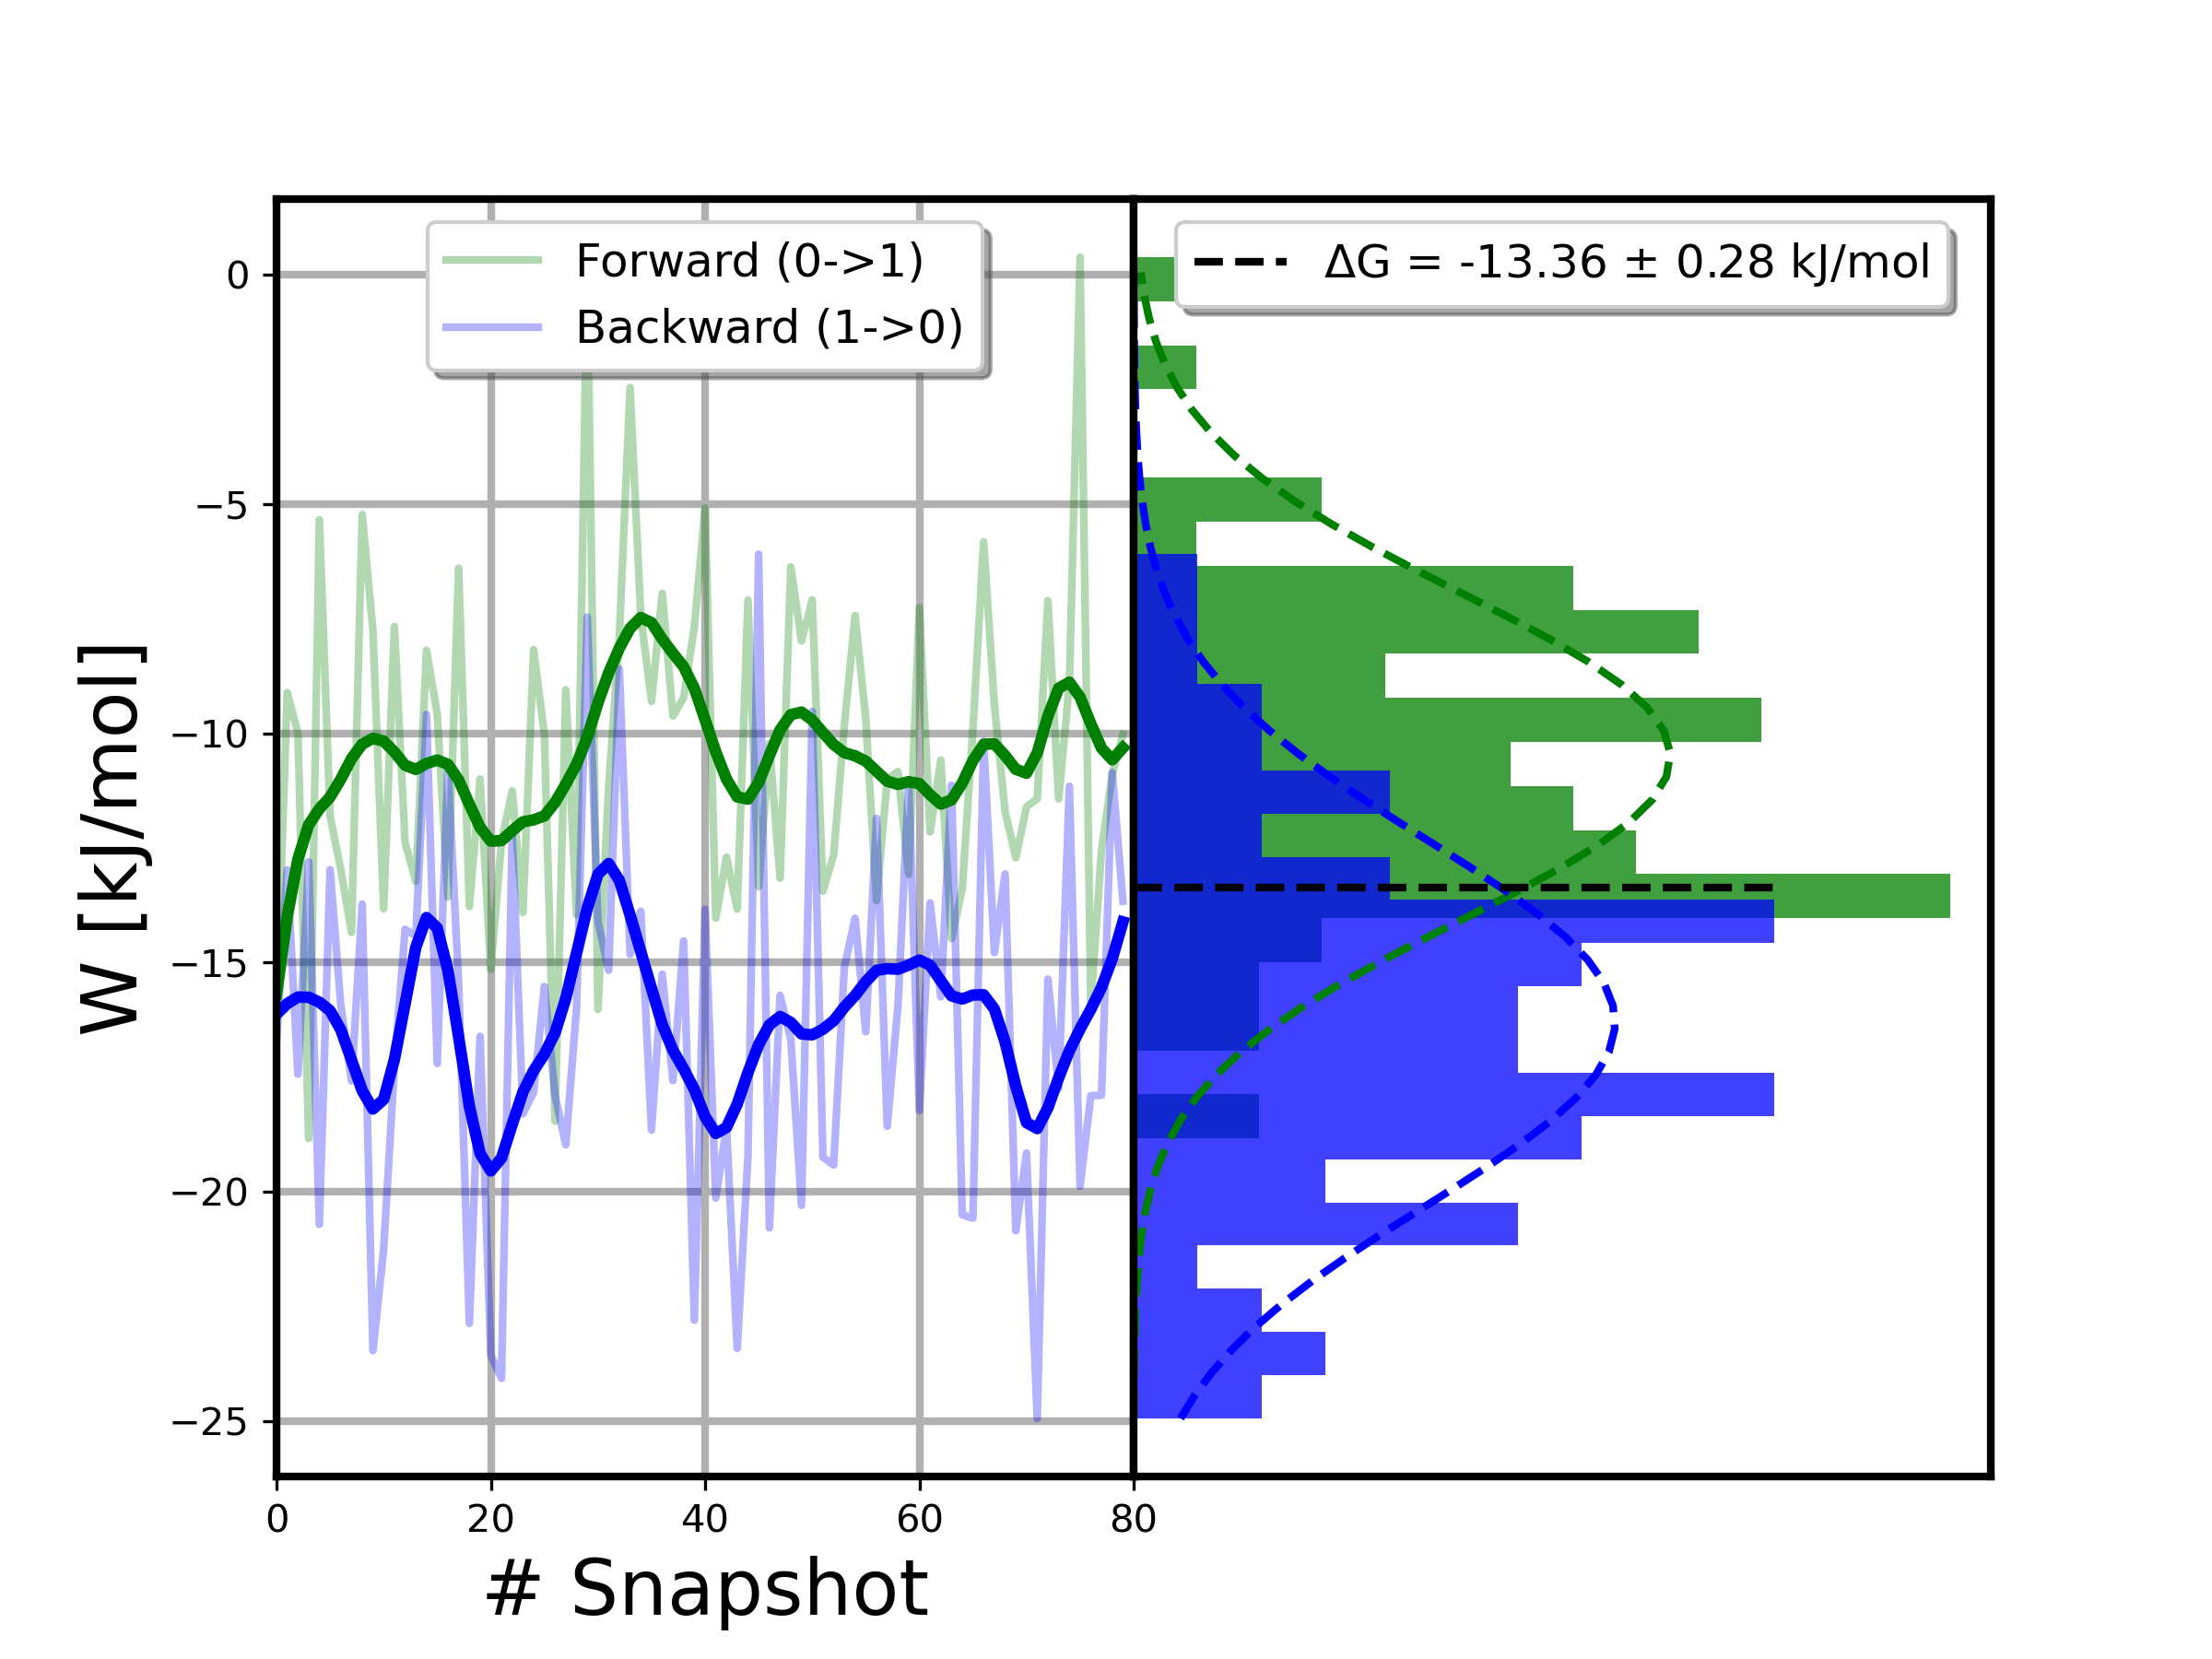 Forward (0->1)
Backward (1->0)
ΔG = -13.36 ± 0.28 kJ/mol
0
−5
−10
−15
−20
−25
W [kJ/mol]
0
20
40
60
80
# Snapshot